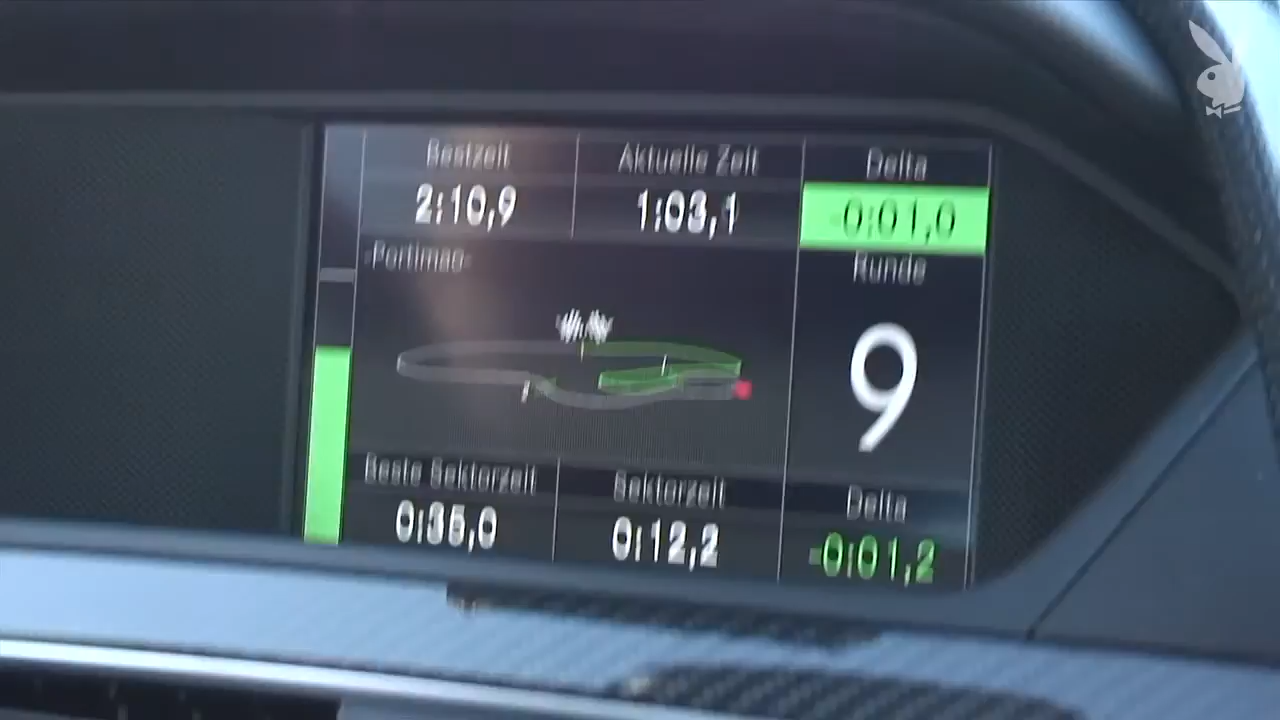 Bestzeit Aktuelle Zeit Delta
2:10,9 1:03,1 -0:01,0
-Portimao- Runde
9
Beste Sektorzeit Sektorzeit Delta
0:35,0 0:12,2 -0:01,2